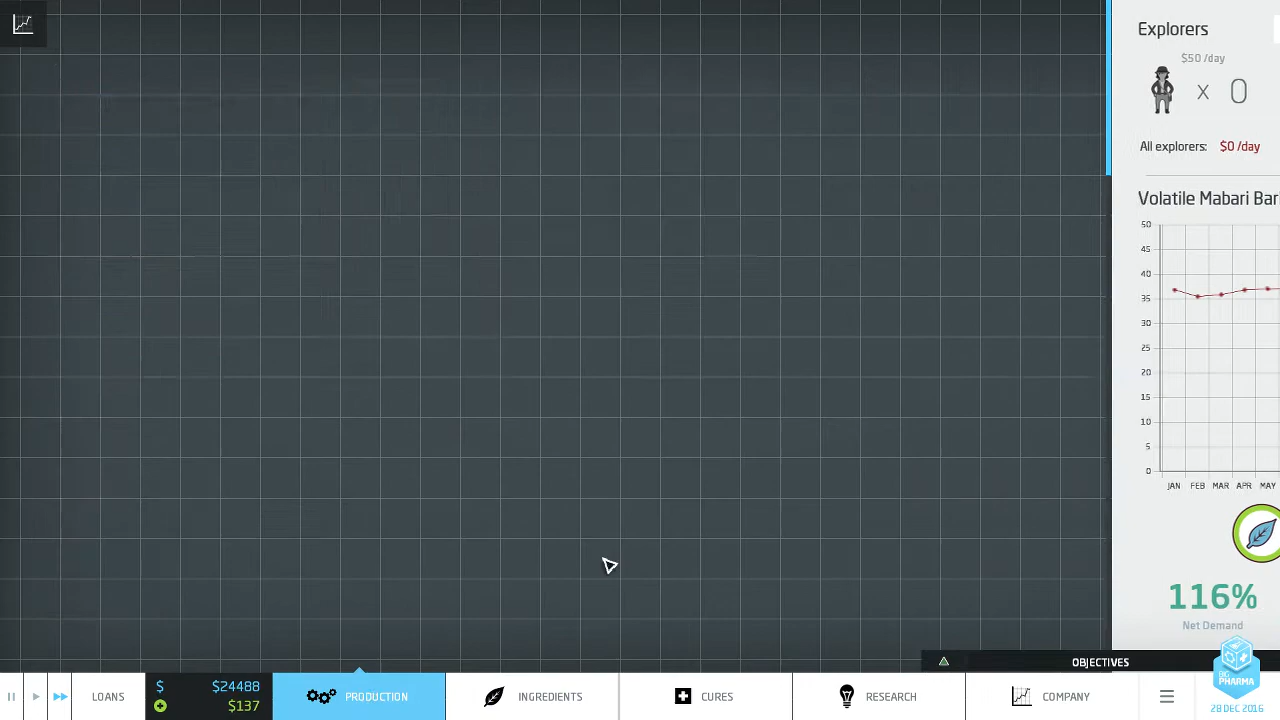 Explorers
$50 /day
x 0
All explorers: $0 /day
Volatile Mabari Bar
50
45
40
35
30
25
20
15
10
5
0
JAN FEB MAR APR MAY
116%
Net Demand
OBJECTIVES
LOANS
$ $24488
$137
PRODUCTION
INGREDIENTS
CURES
RESEARCH
COMPANY
BIG PHARMA
28 DEC 2016